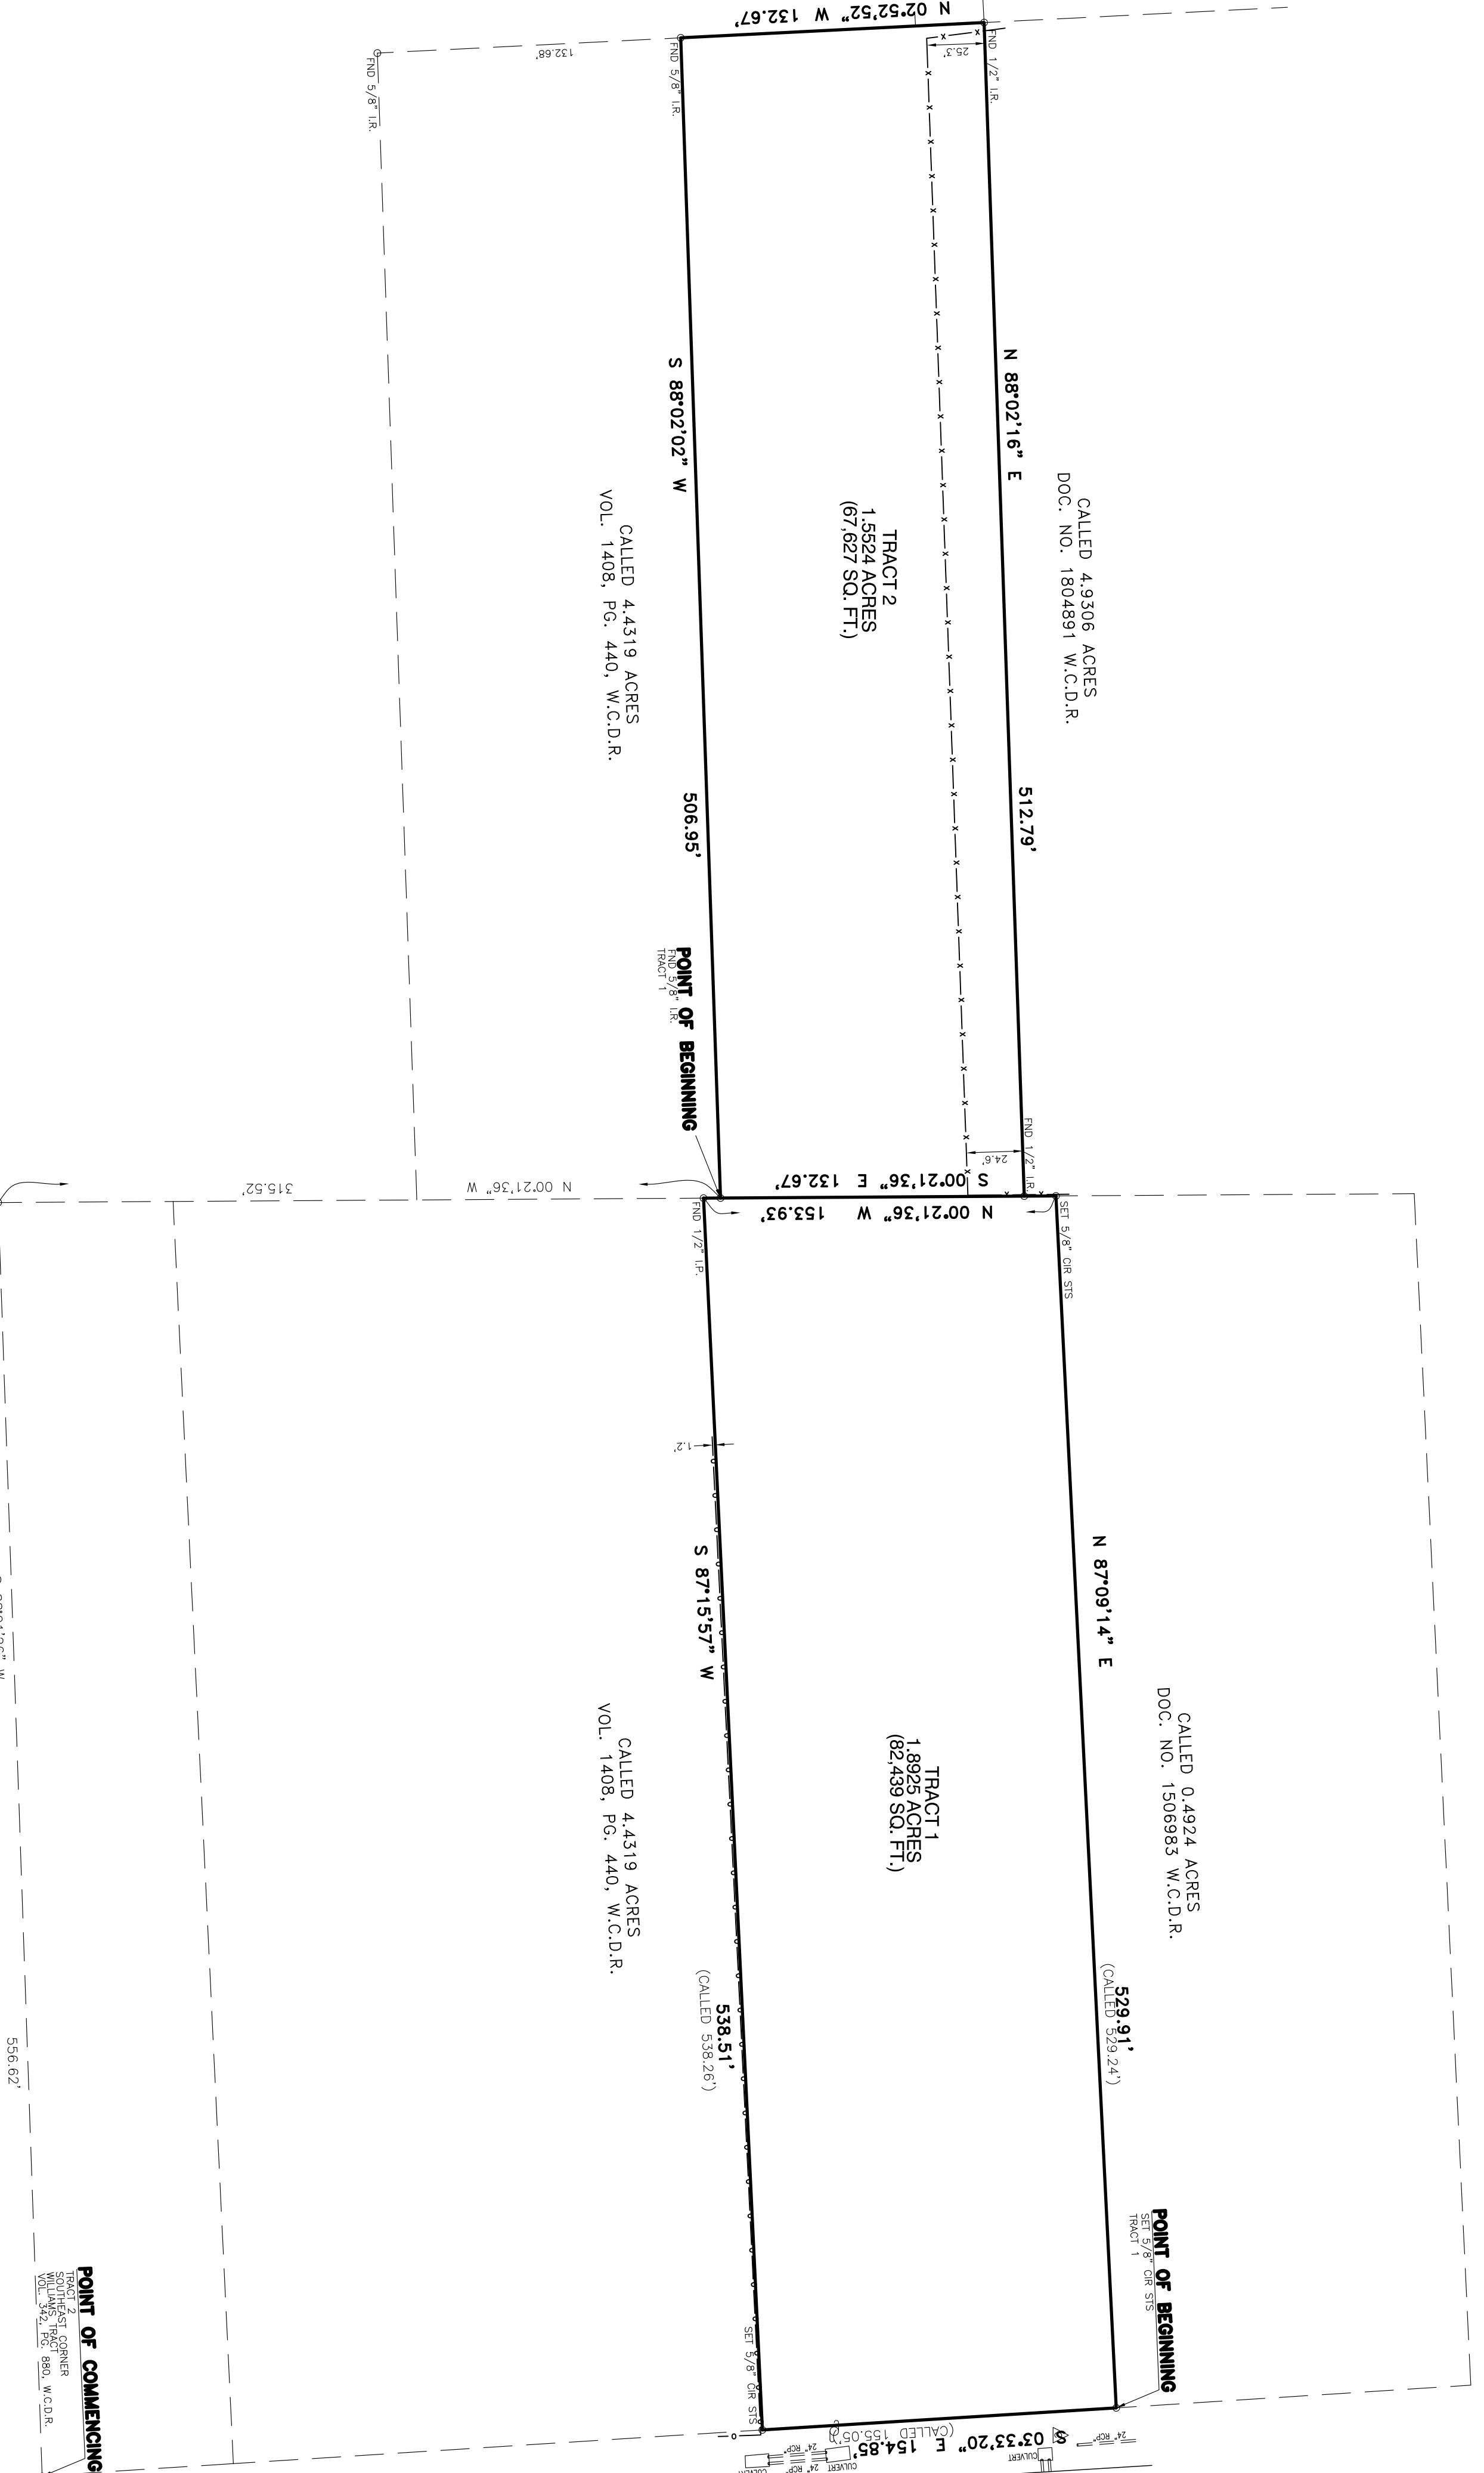 N 02°52'52" W 132.67'
132.68'
25.3'
FND 1/2" I.R.
FND 5/8" I.R.
FND 5/8" I.R.
N 88°02'16" E
512.79'
S 88°02'02" W
506.95'
CALLED 4.9306 ACRES
DOC. NO. 1804891 W.C.D.R.
TRACT 2
1.5524 ACRES
(67,627 SQ. FT.)
CALLED 4.4319 ACRES
VOL. 1408, PG. 440, W.C.D.R.
POINT OF BEGINNING
FND 5/8" I.R.
TRACT 1
FND 1/2" I.R.
24.6'
S 00°21'36" E 132.67'
N 00°21'36" W 153.93'
N 00°21'36" W
315.52'
SET 5/8" CIR STS
FND 1/2" I.P.
1.2'
N 87°09'14" E
529.91'
(CALLED 529.24')
S 87°15'57" W
538.51'
(CALLED 538.26')
CALLED 0.4924 ACRES
DOC. NO. 1506983 W.C.D.R.
TRACT 1
1.8925 ACRES
(82,439 SQ. FT.)
CALLED 4.4319 ACRES
VOL. 1408, PG. 440, W.C.D.R.
556.62'
POINT OF BEGINNING
SET 5/8" CIR STS
TRACT 1
SET 5/8" CIR STS
POINT OF COMMENCING
TRACT 2
SOUTHEAST CORNER
WILLIAMS TRACT
VOL. 342, PG. 880, W.C.D.R.
(CALLED 155.05')
S 03°33'20" E 154.85'
24" RCP
CULVERT
24" RCP
CULVERT
24" RCP
CULVERT